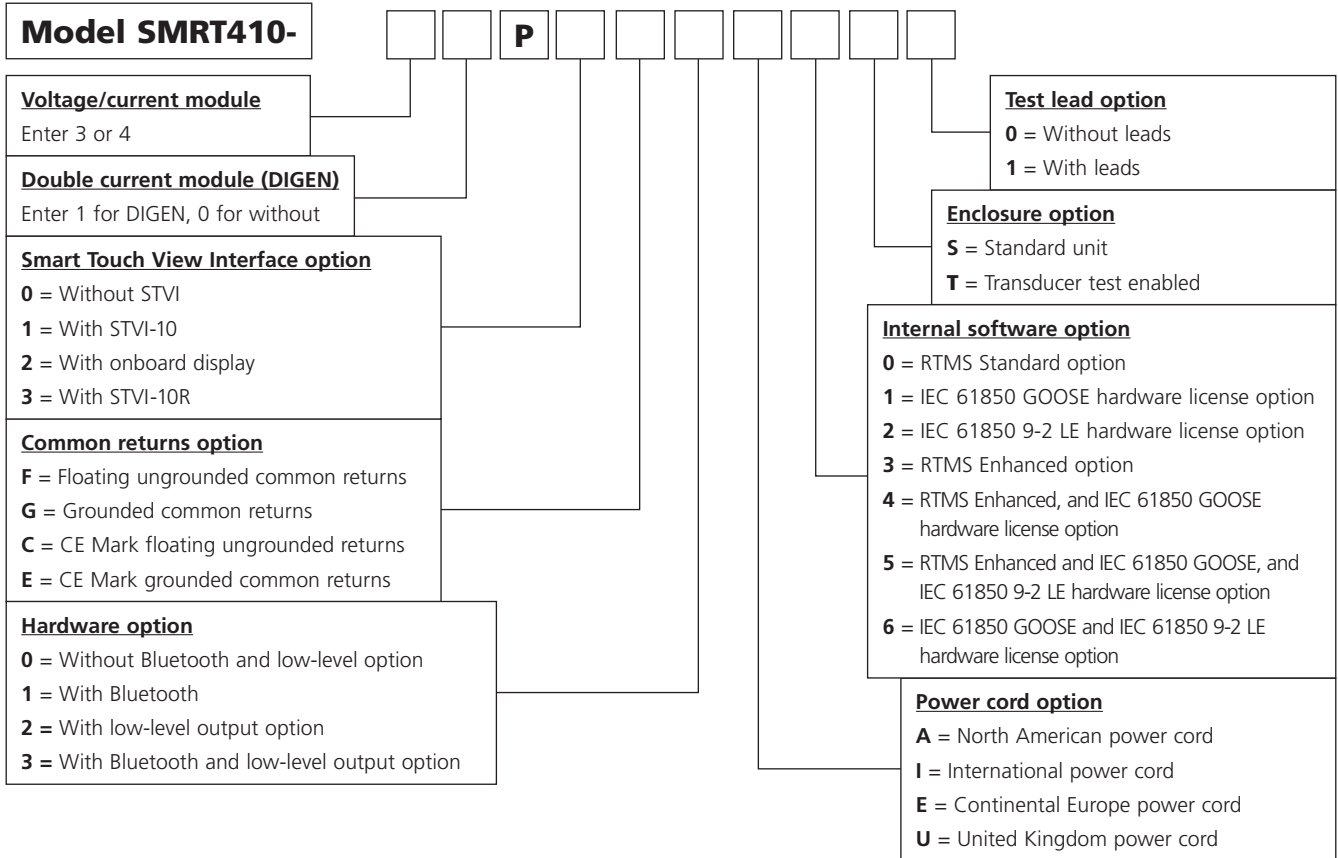 Model SMRT410-
P
Voltage/current module
Enter 3 or 4
Double current module (DIGEN)
Enter 1 for DIGEN, 0 for without
Smart Touch View Interface option
0 = Without STVI
1 = With STVI-10
2 = With onboard display
3 = With STVI-10R
Common returns option
F = Floating ungrounded common returns
G = Grounded common returns
C = CE Mark floating ungrounded returns
E = CE Mark grounded common returns
Hardware option
0 = Without Bluetooth and low-level option
1 = With Bluetooth
2 = With low-level output option
3 = With Bluetooth and low-level output option
Test lead option
0 = Without leads
1 = With leads
Enclosure option
S = Standard unit
T = Transducer test enabled
Internal software option
0 = RTMS Standard option
1 = IEC 61850 GOOSE hardware license option
2 = IEC 61850 9-2 LE hardware license option
3 = RTMS Enhanced option
4 = RTMS Enhanced, and IEC 61850 GOOSE
hardware license option
5 = RTMS Enhanced and IEC 61850 GOOSE, and
IEC 61850 9-2 LE hardware license option
6 = IEC 61850 GOOSE and IEC 61850 9-2 LE
hardware license option
Power cord option
A = North American power cord
I = International power cord
E = Continental Europe power cord
U = United Kingdom power cord